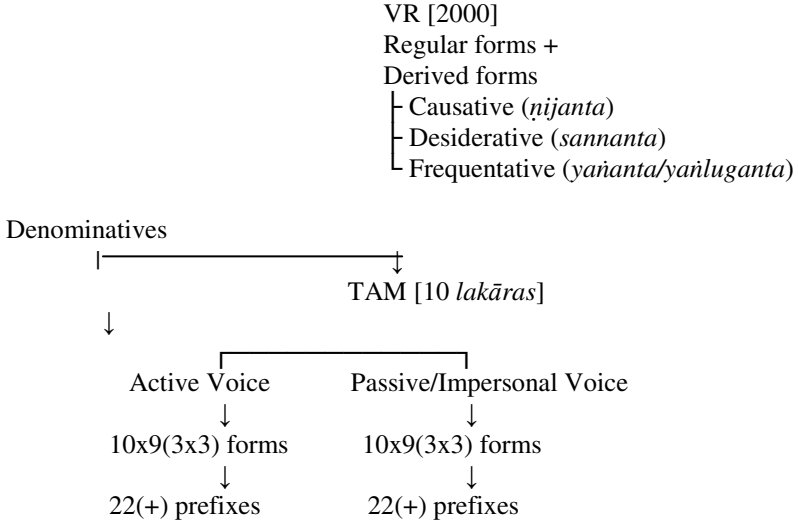 VR [2000]
Regular forms +
Derived forms
Causative (ṇijanta)
Desiderative (sannanta)
Frequentative (yaṅanta/yaṅluganta)
Denominatives
TAM [10 lakāras]
Active Voice Passive/Impersonal Voice
10x9(3x3) forms 10x9(3x3) forms
22(+) prefixes 22(+) prefixes